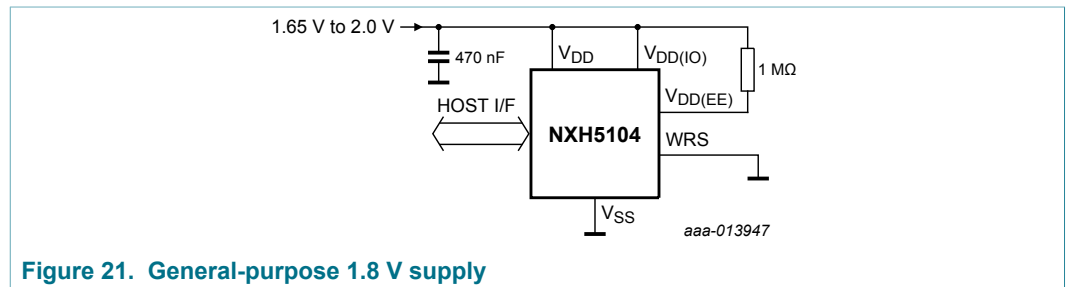 1.65 V to 2.0 V
470 nF
VDD
VDD(IO)
1 MΩ
VDD(EE)
HOST I/F
NXH5104
WRS
VSS
aaa-013947
Figure 21. General-purpose 1.8 V supply